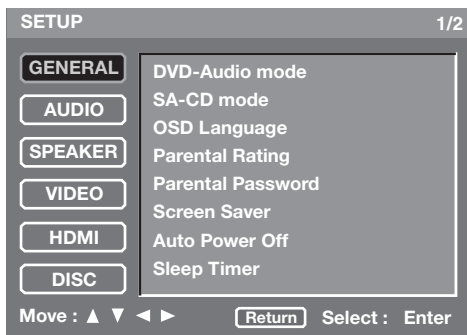 SETUP 1/2
GENERAL
AUDIO
SPEAKER
VIDEO
HDMI
DISC
DVD-Audio mode
SA-CD mode
OSD Language
Parental Rating
Parental Password
Screen Saver
Auto Power Off
Sleep Timer
Move : ▲ ▼ ◄ ► Return Select : Enter